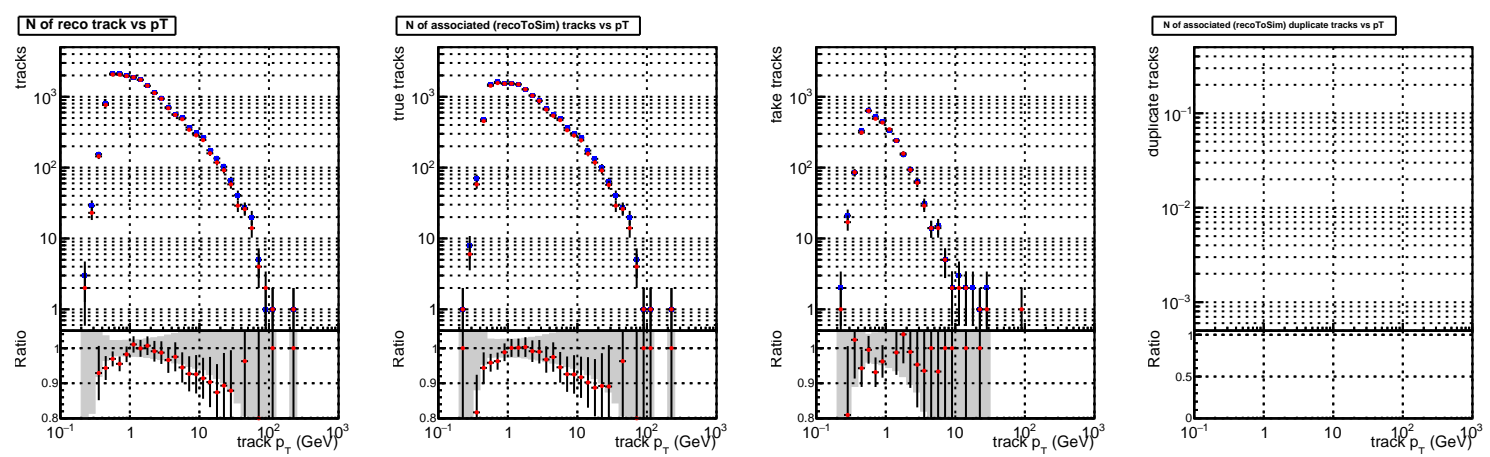 N of reco track vs pT
tracks
10³
10²
10
1
Ratio
1
0.9
0.8
10⁻¹ 1 10 10² 10³
track p_T (GeV)
N of associated (recoToSim) tracks vs pT
true tracks
10³
10²
10
1
Ratio
1
0.9
0.8
10⁻¹ 1 10 10² 10³
track p_T (GeV)
fake tracks
10³
10²
10
1
Ratio
1
0.9
0.8
10⁻¹ 1 10 10² 10³
track p_T (GeV)
N of associated (recoToSim) duplicate tracks vs pT
duplicate tracks
10⁻¹
10⁻²
10⁻³
Ratio
1
0.5
0
10⁻¹ 1 10 10² 10³
track p_T (GeV)